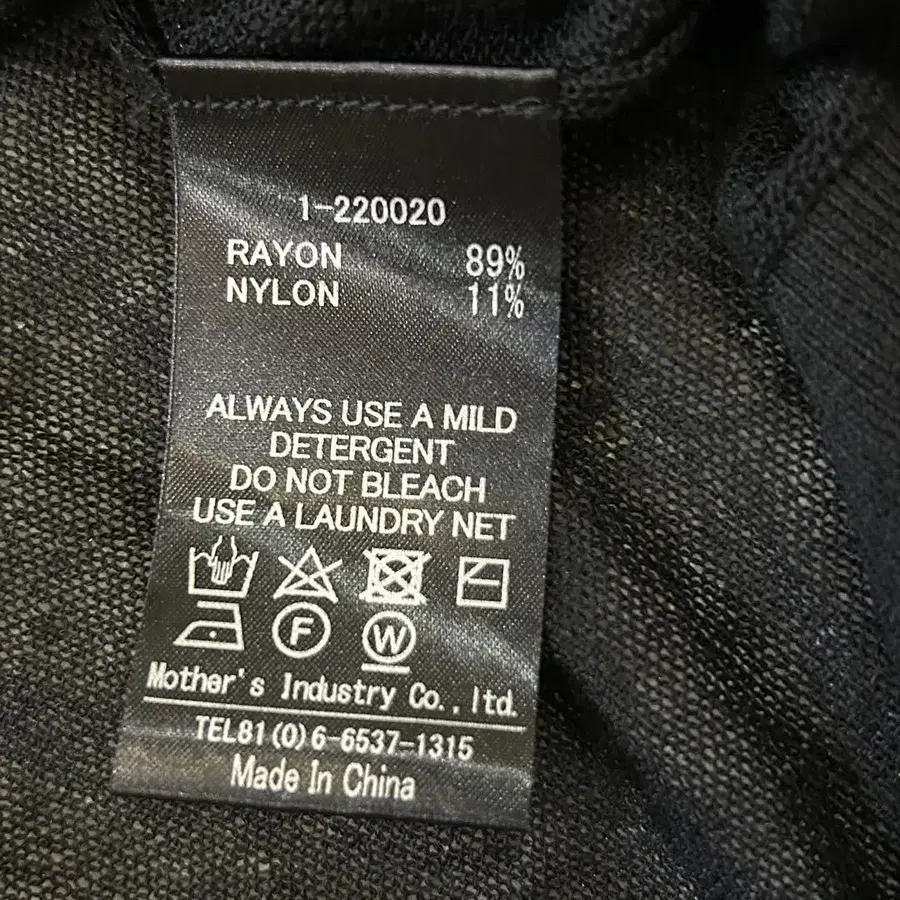 1-220020
RAYON 89%
NYLON 11%
ALWAYS USE A MILD
DETERGENT
DO NOT BLEACH
USE A LAUNDRY NET
F W
Mother's Industry Co., ltd.
TEL81(0)6-6537-1315
Made In China